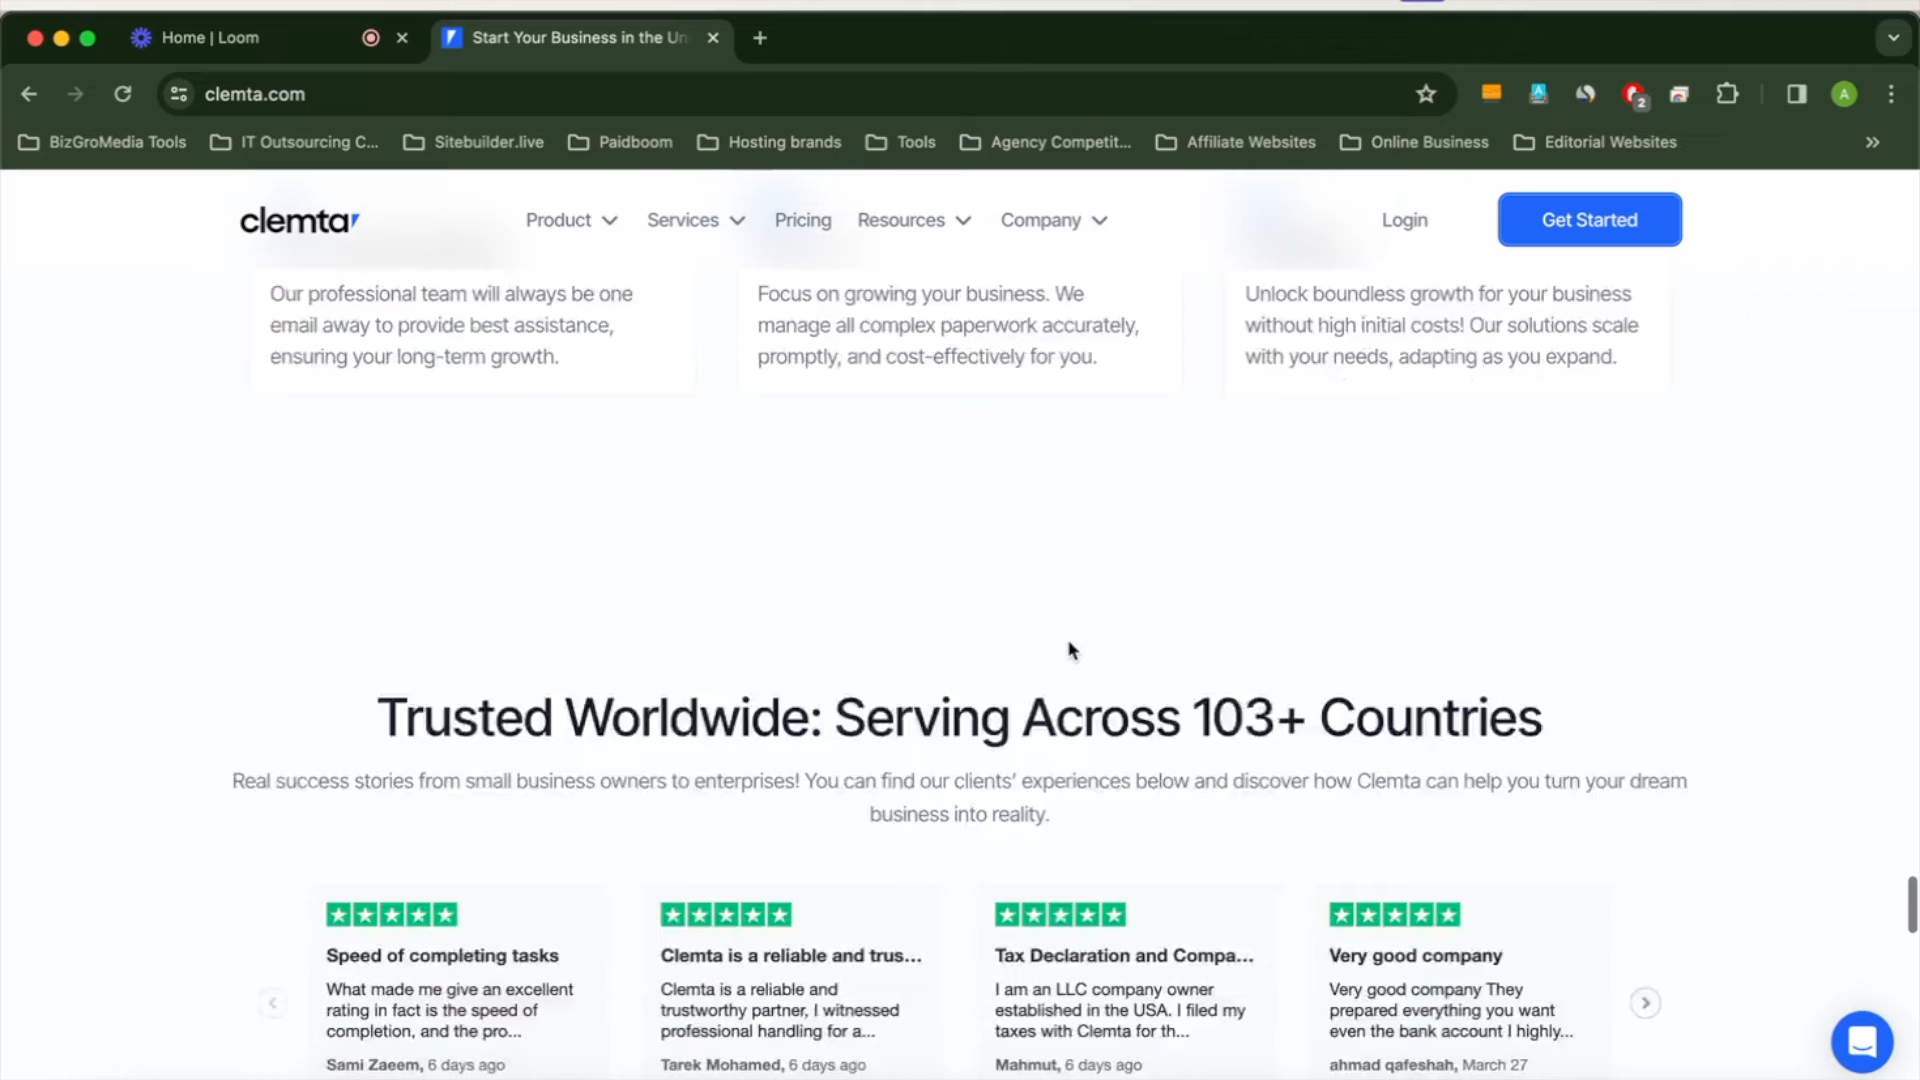 Home | Loom
Start Your Business in the Un
clemta.com
2
A
BizGroMedia Tools
IT Outsourcing C...
Sitebuilder.live
Paidboom
Hosting brands
Tools
Agency Competit...
Affiliate Websites
Online Business
Editorial Websites
clemta
Product
Services
Pricing
Resources
Company
Login
Get Started
Our professional team will always be one
email away to provide best assistance,
ensuring your long-term growth.
Focus on growing your business. We
manage all complex paperwork accurately,
promptly, and cost-effectively for you.
Unlock boundless growth for your business
without high initial costs! Our solutions scale
with your needs, adapting as you expand.
Trusted Worldwide: Serving Across 103+ Countries
Real success stories from small business owners to enterprises! You can find our clients’ experiences below and discover how Clemta can help you turn your dream
business into reality.
Speed of completing tasks
What made me give an excellent
rating in fact is the speed of
completion, and the pro...
Sami Zaeem, 6 days ago
Clemta is a reliable and trus...
Clemta is a reliable and
trustworthy partner, I witnessed
professional handling for a...
Tarek Mohamed, 6 days ago
Tax Declaration and Compa...
I am an LLC company owner
established in the USA. I filed my
taxes with Clemta for th...
Mahmut, 6 days ago
Very good company
Very good company They
prepared everything you want
even the bank account I highly...
ahmad qafeshah, March 27